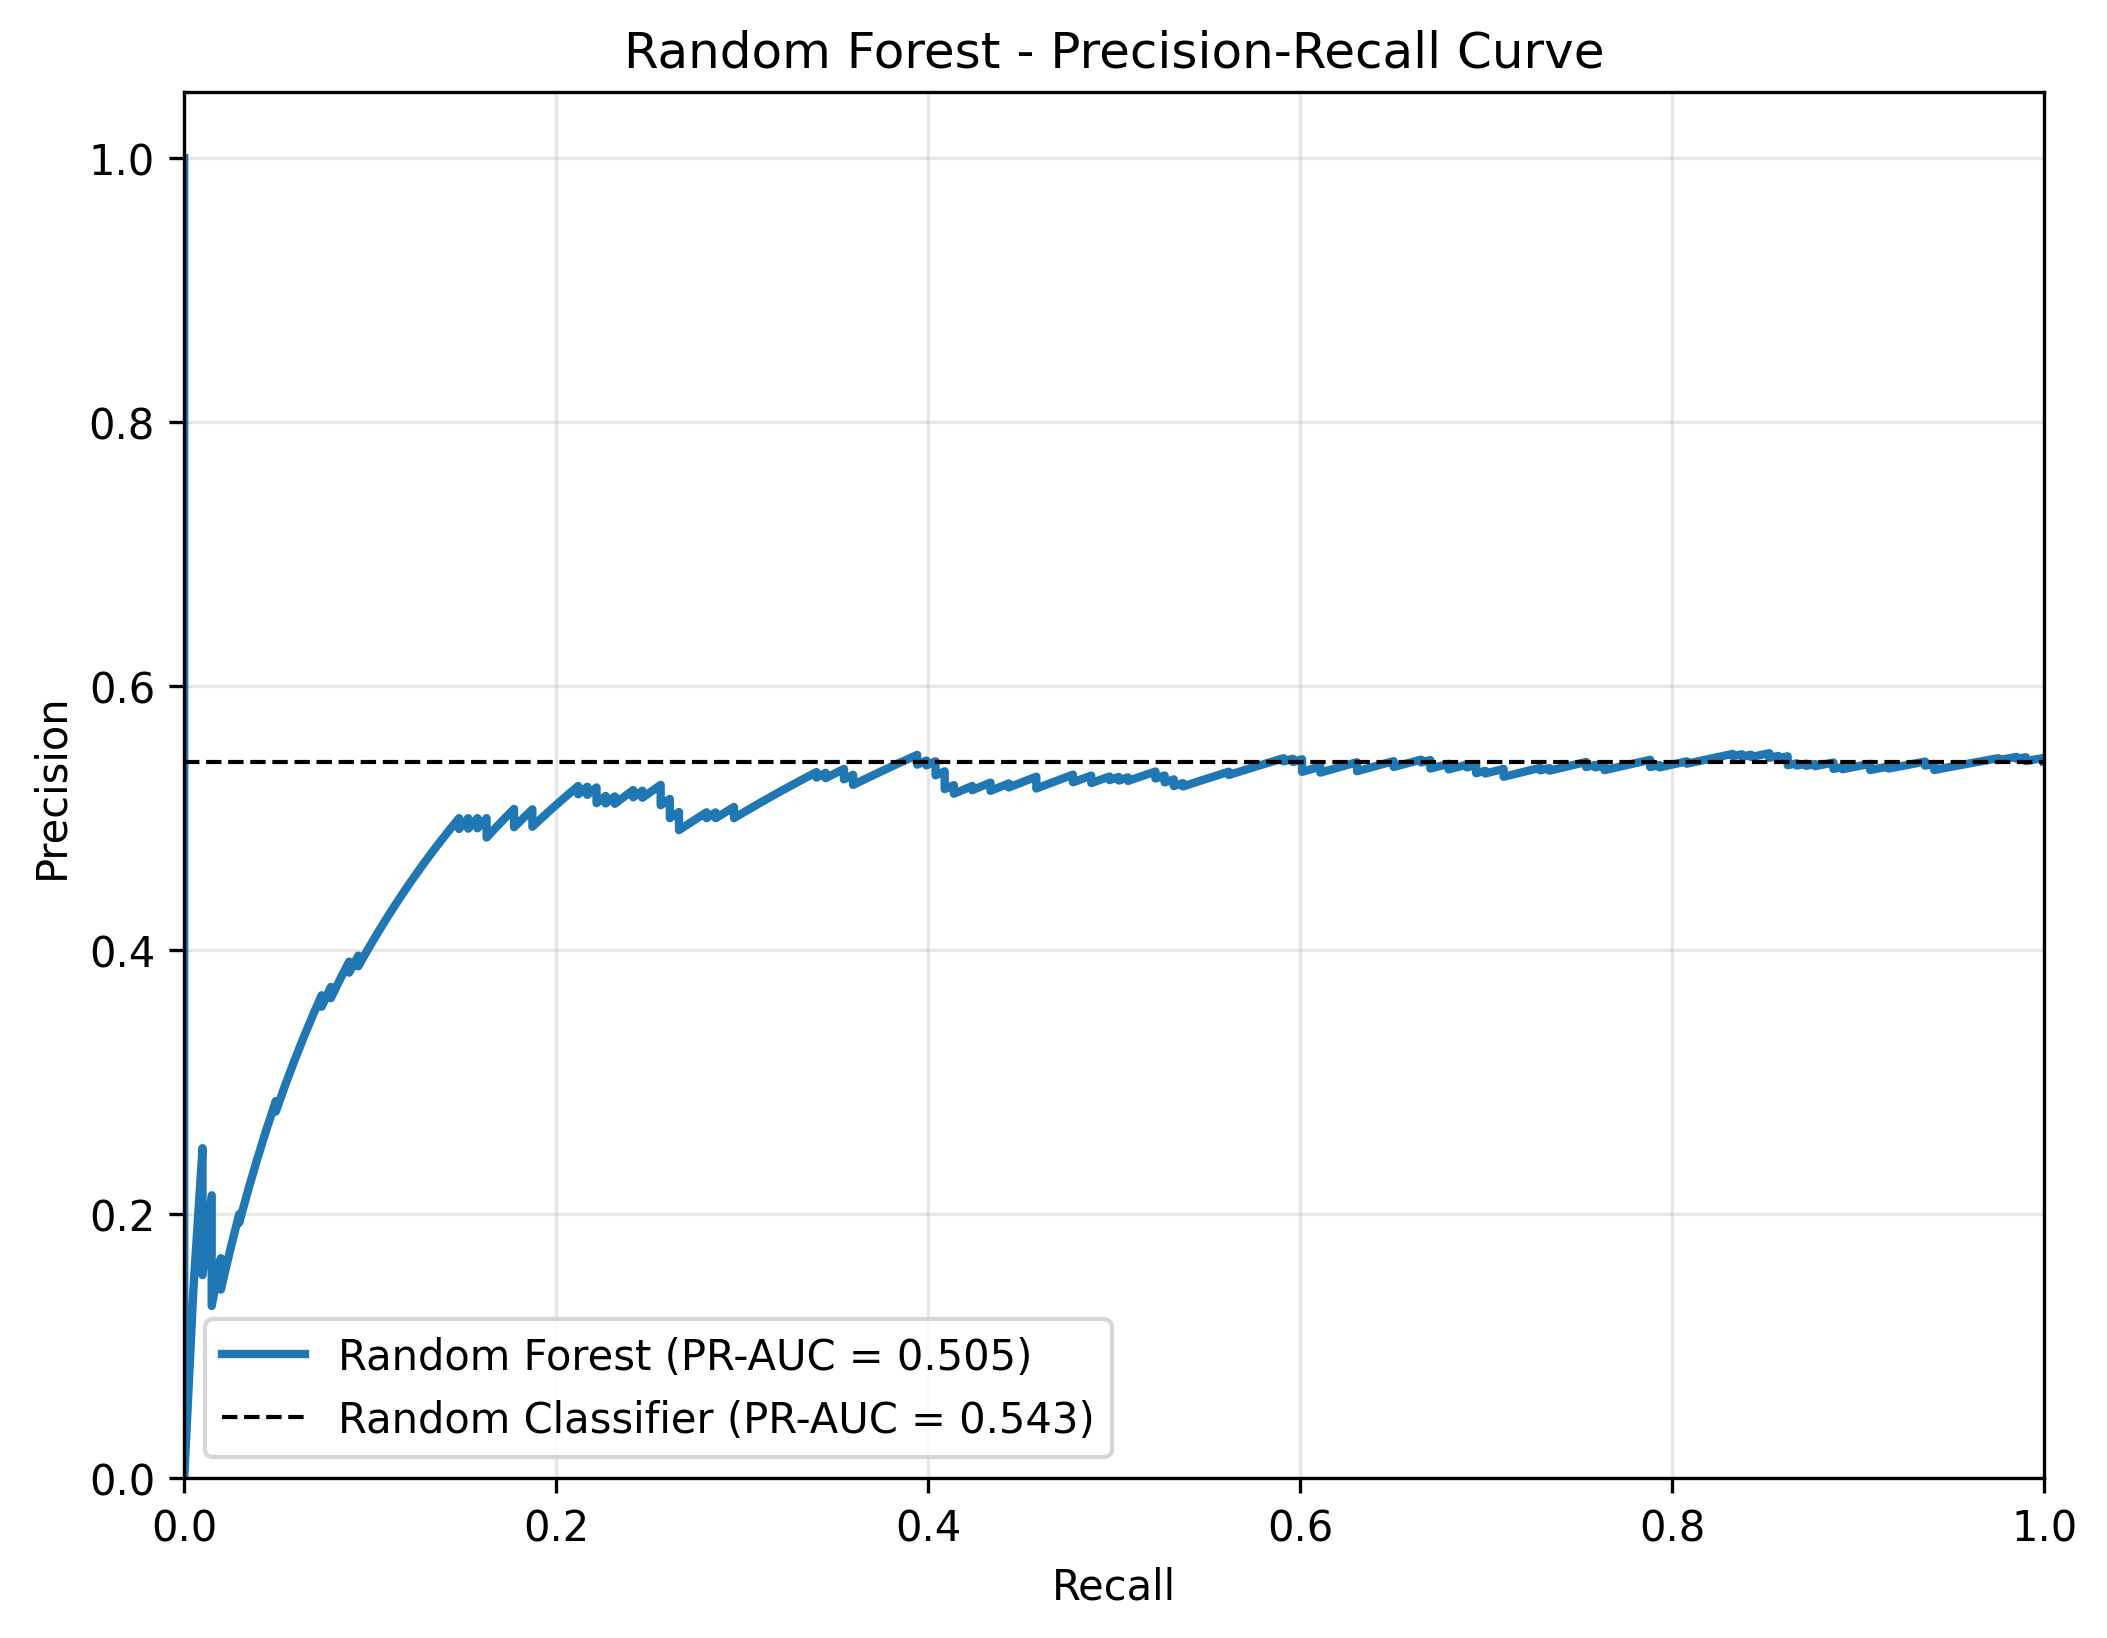 Random Forest - Precision-Recall Curve
1.0
0.8
0.6
0.4
0.2
0.0
Precision
Random Forest (PR-AUC = 0.505)
Random Classifier (PR-AUC = 0.543)
0.0 0.2 0.4 0.6 0.8 1.0
Recall